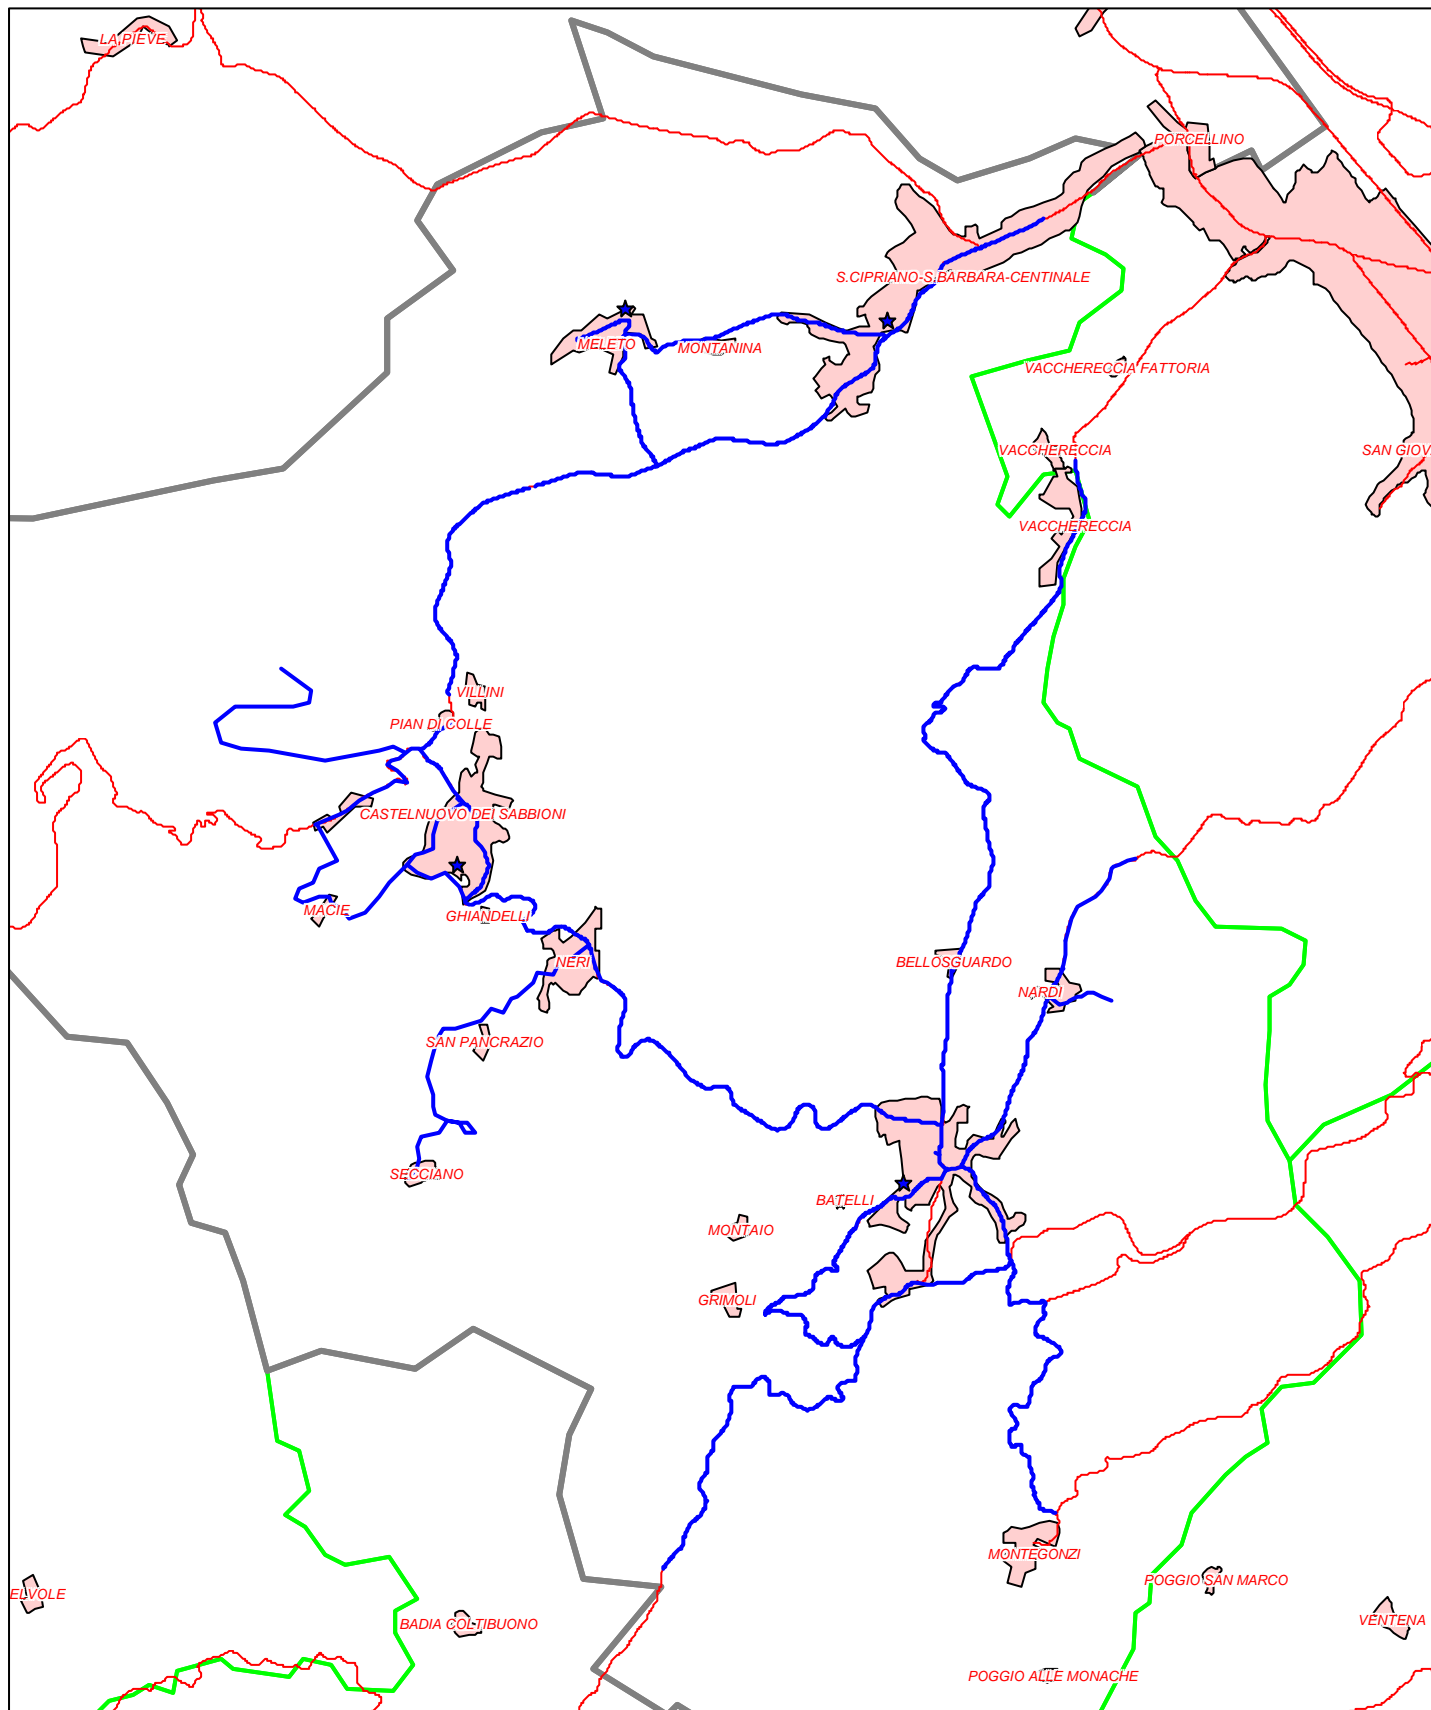 LA PIEVE
PORCELLINO
S.CIPRIANO-S.BARBARA-CENTINALE
MELETO
MONTANINA
VACCHERECCIA FATTORIA
VACCHERECCIA
SAN GIOV
VACCHERECCIA
VILLINI
PIAN DI COLLE
CASTELNUOVO DEI SABBIONI
MACIE
GHIANDELLI
NERI
BELLOSGUARDO
NARDI
SAN PANCRAZIO
SECCIANO
BATELLI
MONTAIO
GRIMOLI
MONTEGONZI
POGGIO SAN MARCO
ELVOLE
BADIA COLTIBUONO
VENTENA
POGGIO ALLE MONACHE